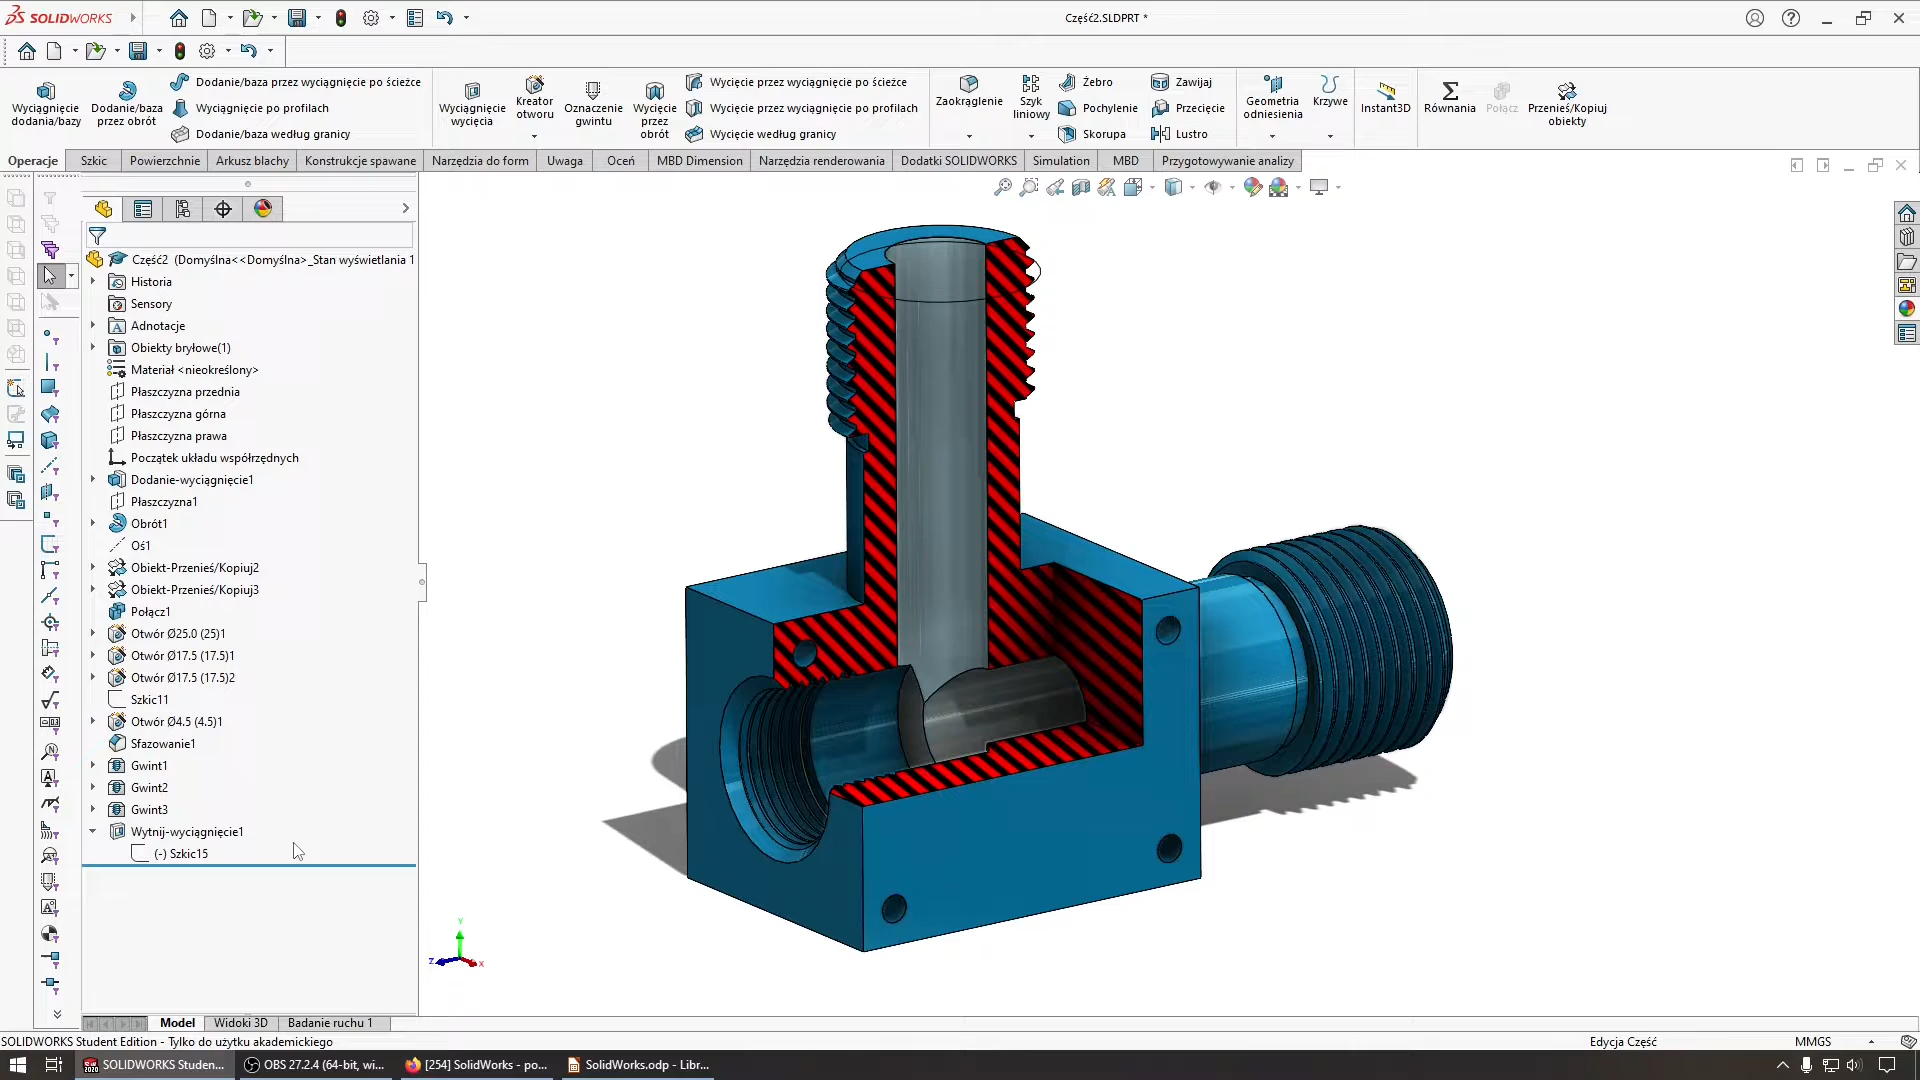 SOLIDWORKS
Część2.SLDPRT *
Wyciągnięcie dodania/bazy
Dodanie/baza przez obrót
Dodanie/baza przez wyciągnięcie po ścieżce
Wyciągnięcie po profilach
Dodanie/baza według granicy
Wyciągnięcie wycięcia
Kreator otworu
Oznaczenie gwintu
Wycięcie przez obrót
Wycięcie przez wyciągnięcie po ścieżce
Wycięcie przez wyciągnięcie po profilach
Wycięcie według granicy
Zaokrąglenie
Szyk liniowy
Żebro
Pochylenie
Skorupa
Zawijaj
Przecięcie
Lustro
Geometria odniesienia
Krzywe
Instant3D
Równania
Połącz
Przenieś/Kopiuj obiekty
Operacje
Szkic
Powierzchnie
Arkusz blachy
Konstrukcje spawane
Narzędzia do form
Uwaga
Oceń
MBD Dimension
Narzędzia renderowania
Dodatki SOLIDWORKS
Simulation
MBD
Przygotowywanie analizy
Część2 (Domyślna<<Domyślna>_Stan wyświetlania 1
Historia
Sensory
Adnotacje
Obiekty bryłowe(1)
Materiał <nieokreślony>
Płaszczyzna przednia
Płaszczyzna górna
Płaszczyzna prawa
Początek układu współrzędnych
Dodanie-wyciągnięcie1
Płaszczyzna1
Obrót1
Oś1
Obiekt-Przenieś/Kopiuj2
Obiekt-Przenieś/Kopiuj3
Połącz1
Otwór Ø25.0 (25)1
Otwór Ø17.5 (17.5)1
Otwór Ø17.5 (17.5)2
Szkic11
Otwór Ø4.5 (4.5)1
Sfazowanie1
Gwint1
Gwint2
Gwint3
Wytnij-wyciągnięcie1
(-) Szkic15
Y
Z
X
Model
Widoki 3D
Badanie ruchu 1
SOLIDWORKS Student Edition - Tylko do użytku akademickiego
Edycja Część
MMGS
SOLIDWORKS Studen...
OBS 27.2.4 (64-bit, wi...
[254] SolidWorks - po...
SolidWorks.odp - Libr...